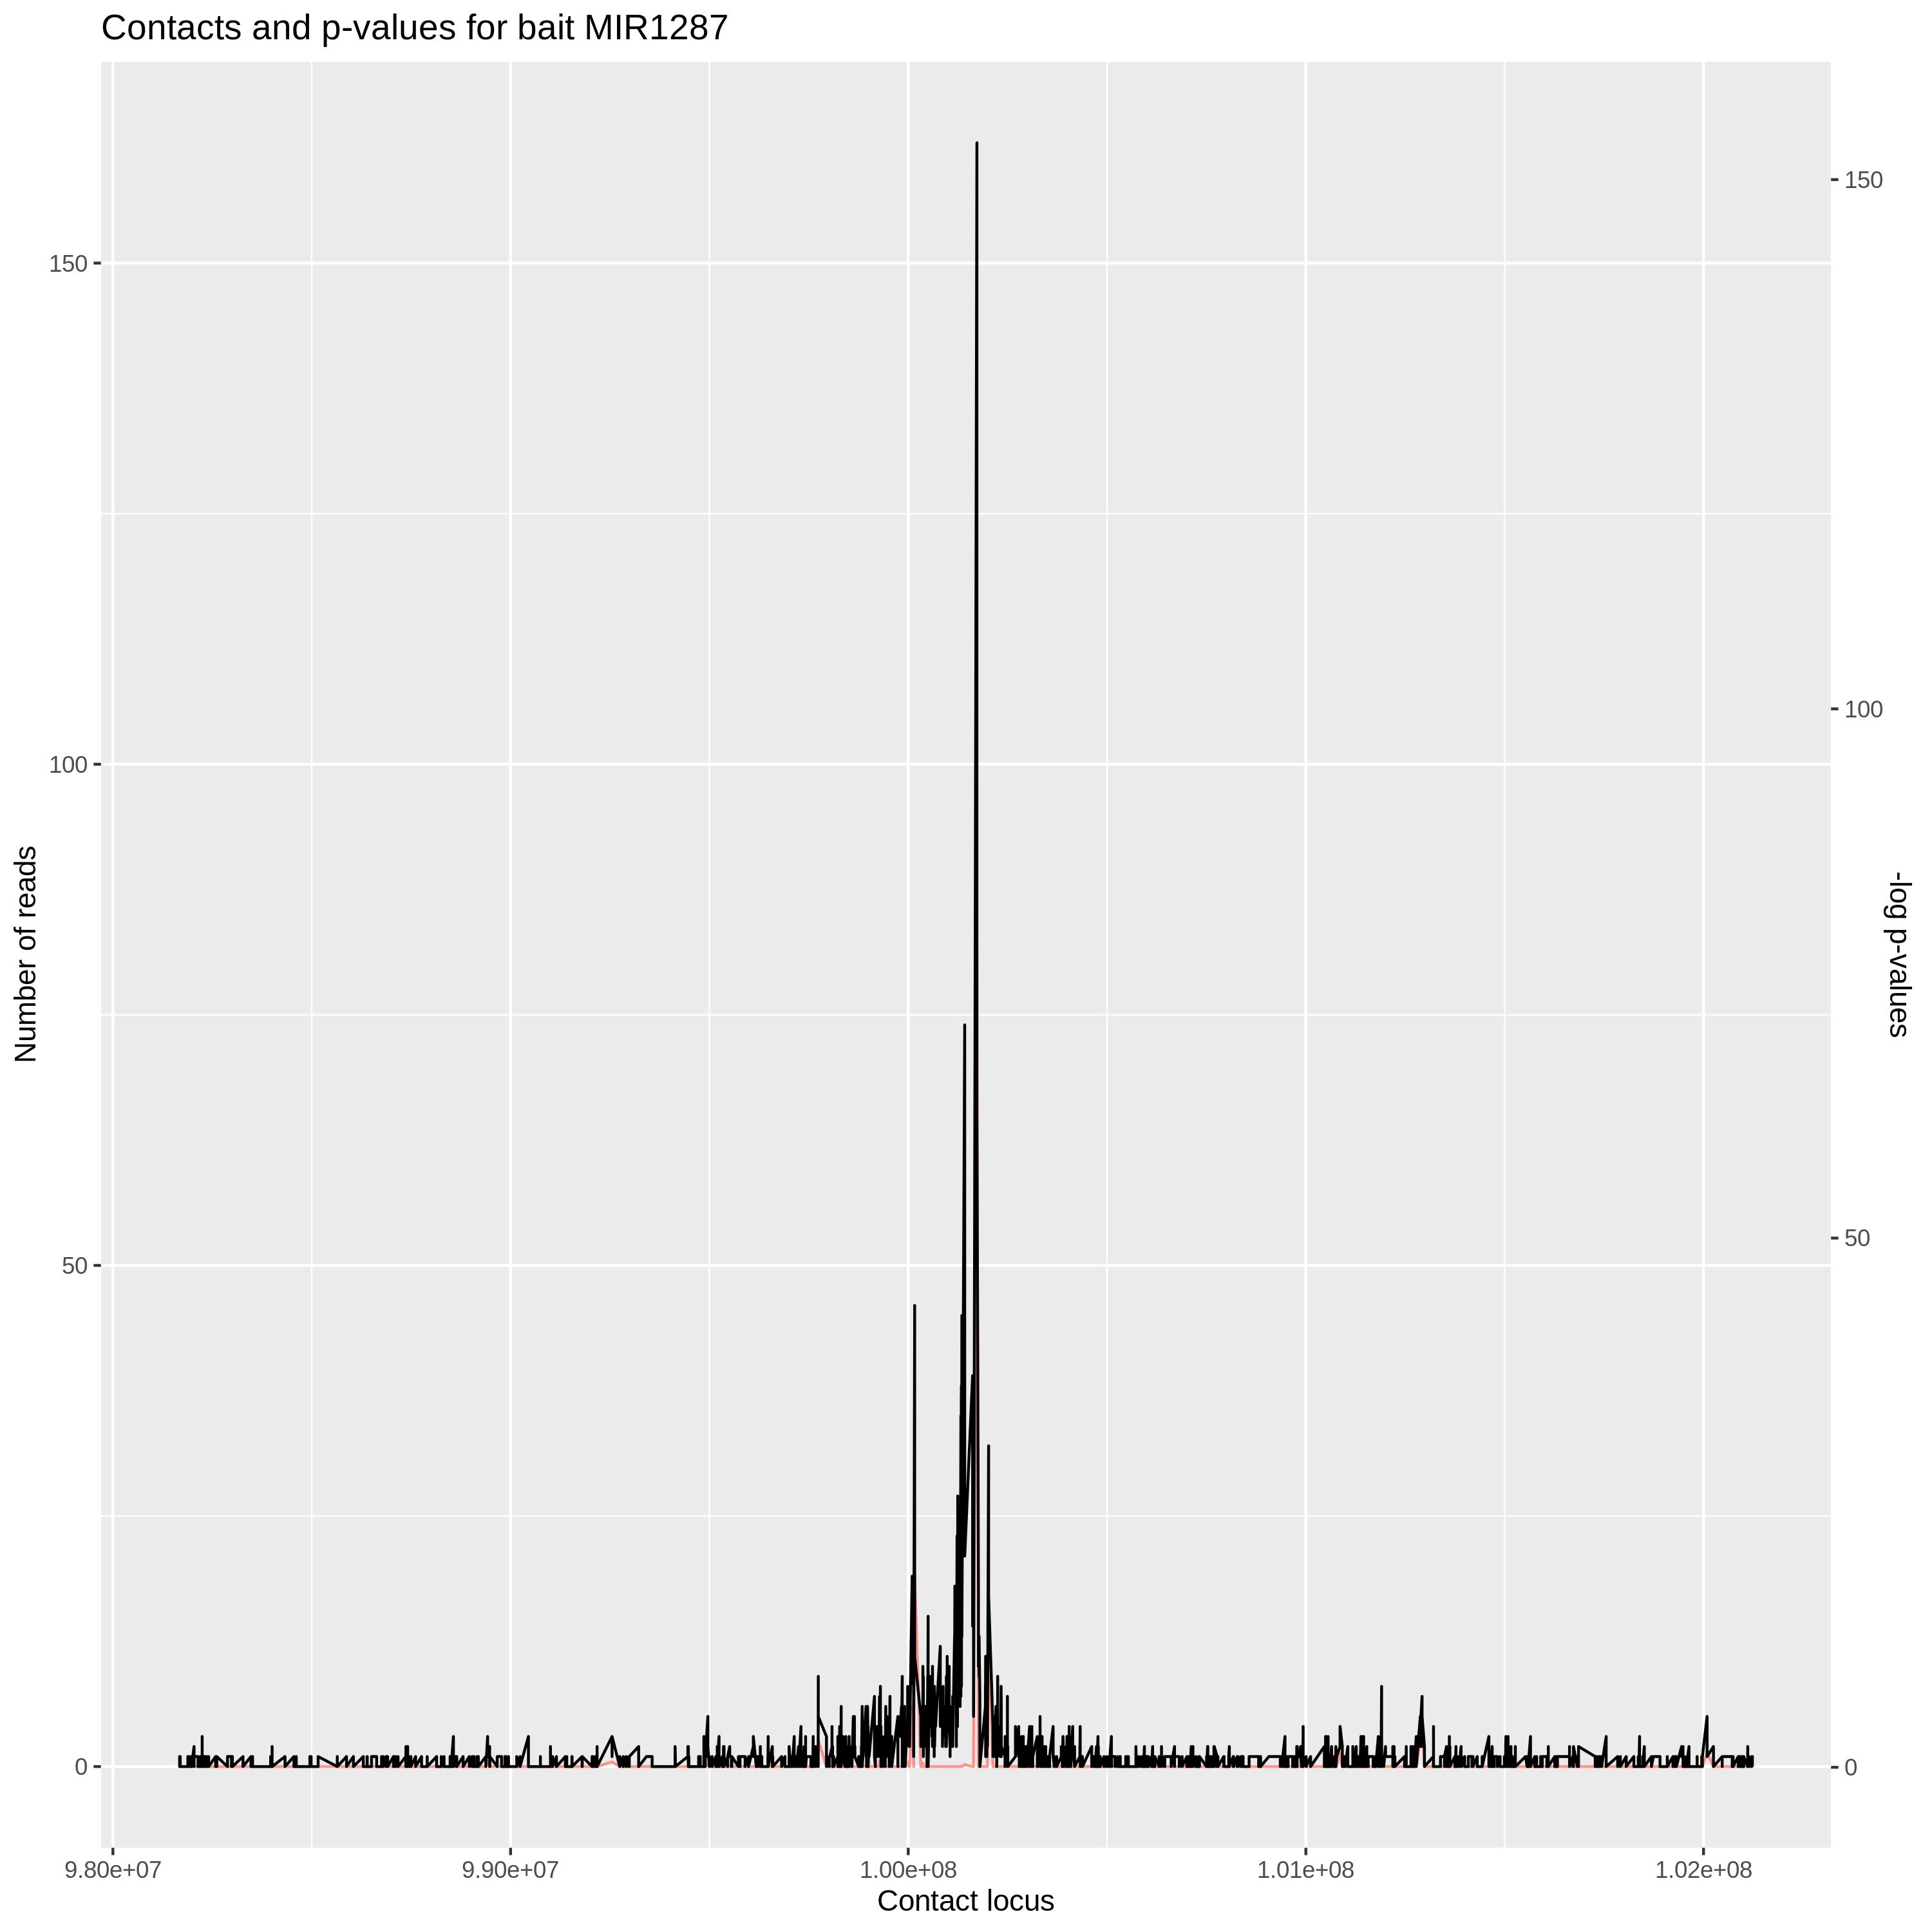 Contacts and p-values for bait MIR1287
150
100
50
0
Number of reads
150
100
50
0
-log p-values
9.80e+07
9.90e+07
1.00e+08
1.01e+08
1.02e+08
Contact locus